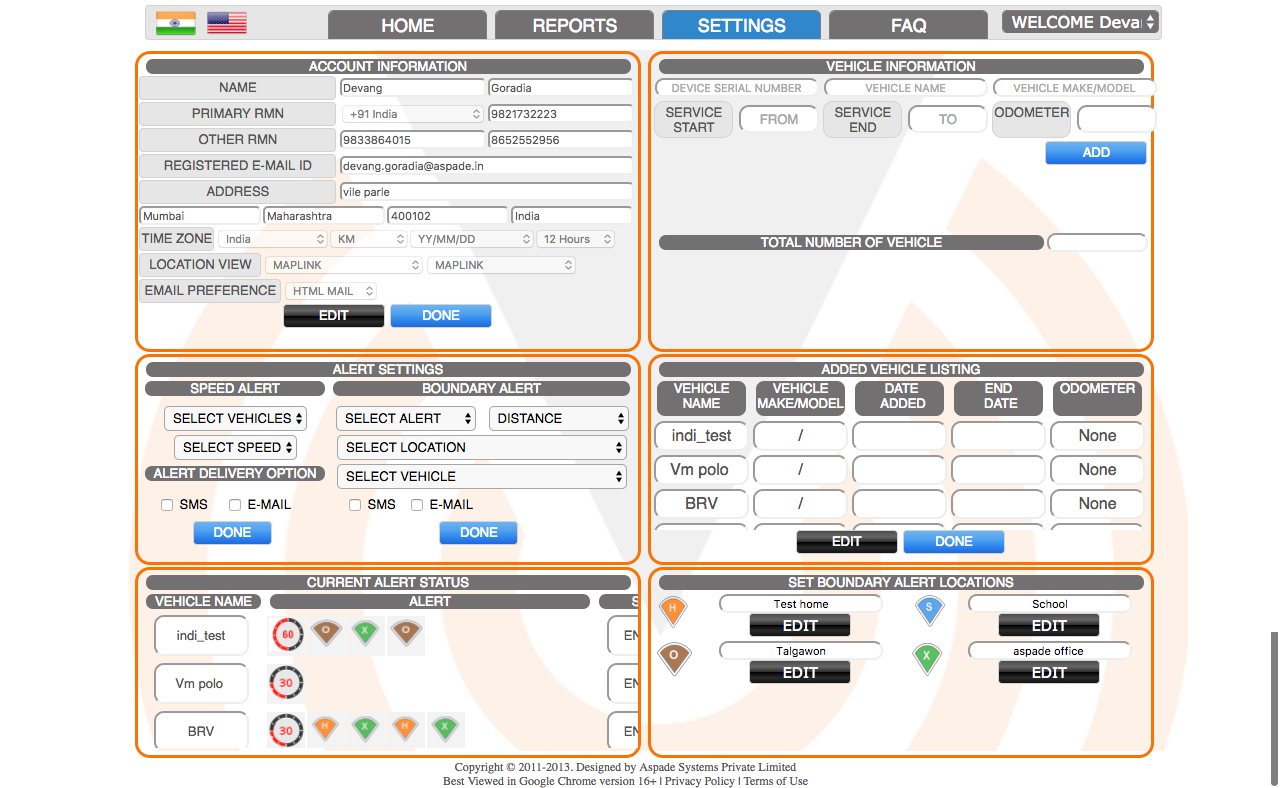 HOME REPORTS SETTINGS FAQ WELCOME Deva
ACCOUNT INFORMATION
NAME Devang Goradia
PRIMARY RMN +91 India 9821732223
OTHER RMN 9833864015 8652552956
REGISTERED E-MAIL ID devang.goradia@aspade.in
ADDRESS vile parle
Mumbai Maharashtra 400102 India
TIME ZONE India KM YY/MM/DD 12 Hours
LOCATION VIEW MAPLINK MAPLINK
EMAIL PREFERENCE HTML MAIL
EDIT DONE
VEHICLE INFORMATION
DEVICE SERIAL NUMBER VEHICLE NAME VEHICLE MAKE/MODEL
SERVICE START FROM SERVICE END TO ODOMETER
ADD
TOTAL NUMBER OF VEHICLE
ALERT SETTINGS
SPEED ALERT BOUNDARY ALERT
SELECT VEHICLES SELECT ALERT DISTANCE
SELECT SPEED SELECT LOCATION
ALERT DELIVERY OPTION SELECT VEHICLE
SMS E-MAIL SMS E-MAIL
DONE DONE
ADDED VEHICLE LISTING
VEHICLE NAME VEHICLE MAKE/MODEL DATE ADDED END DATE ODOMETER
indi_test / None
Vm polo / None
BRV / None
EDIT DONE
CURRENT ALERT STATUS
VEHICLE NAME ALERT S
indi_test 60 O X O EN
Vm polo 30 EN
BRV 30 H X H X EN
SET BOUNDARY ALERT LOCATIONS
H Test home S School
EDIT EDIT
O Talgawon X aspade office
EDIT EDIT
Copyright © 2011-2013. Designed by Aspade Systems Private Limited
Best Viewed in Google Chrome version 16+ | Privacy Policy | Terms of Use